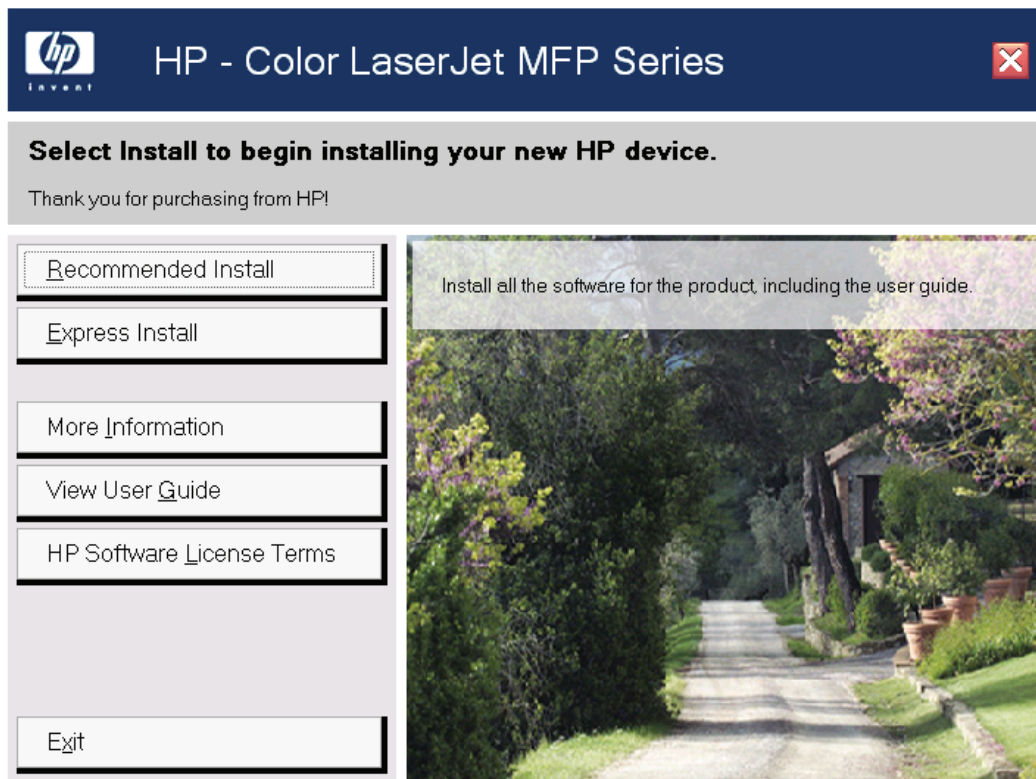 hp
invent
HP - Color LaserJet MFP Series
Select Install to begin installing your new HP device.
Thank you for purchasing from HP!
Recommended Install
Express Install
More Information
View User Guide
HP Software License Terms
Exit
Install all the software for the product, including the user guide.